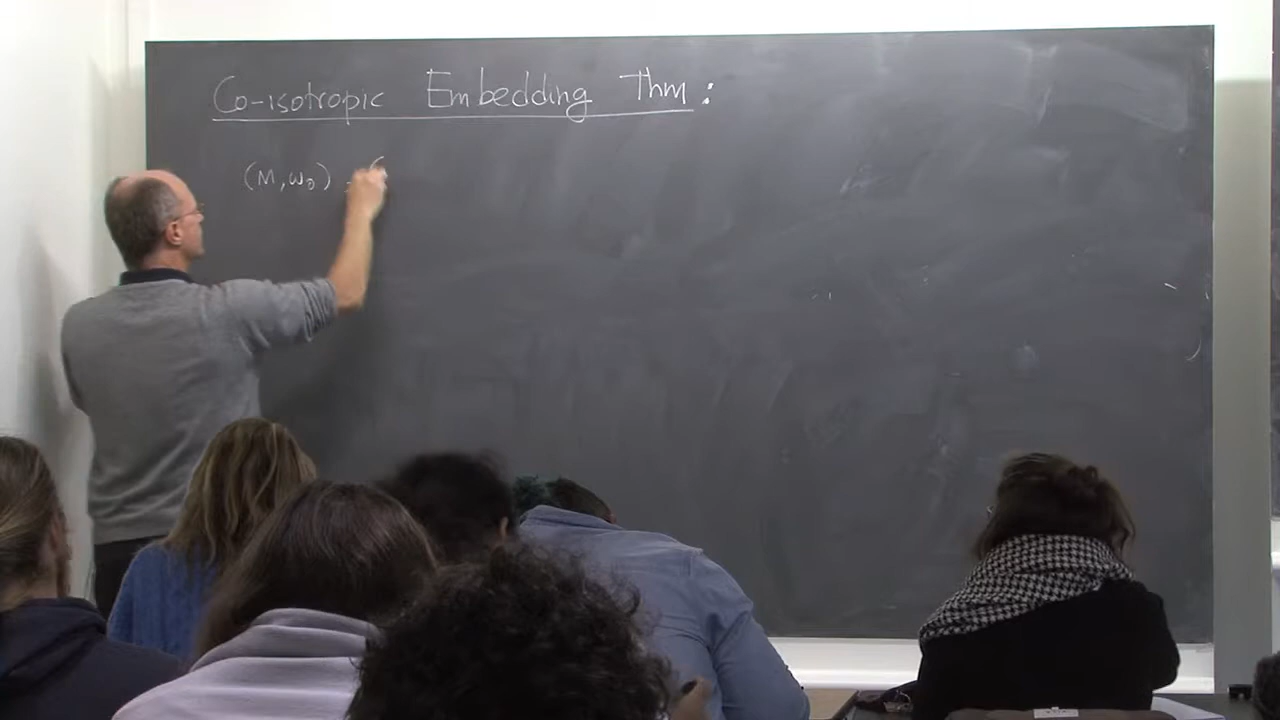 Co-isotropic Embedding Thm:
(M, ω₀)